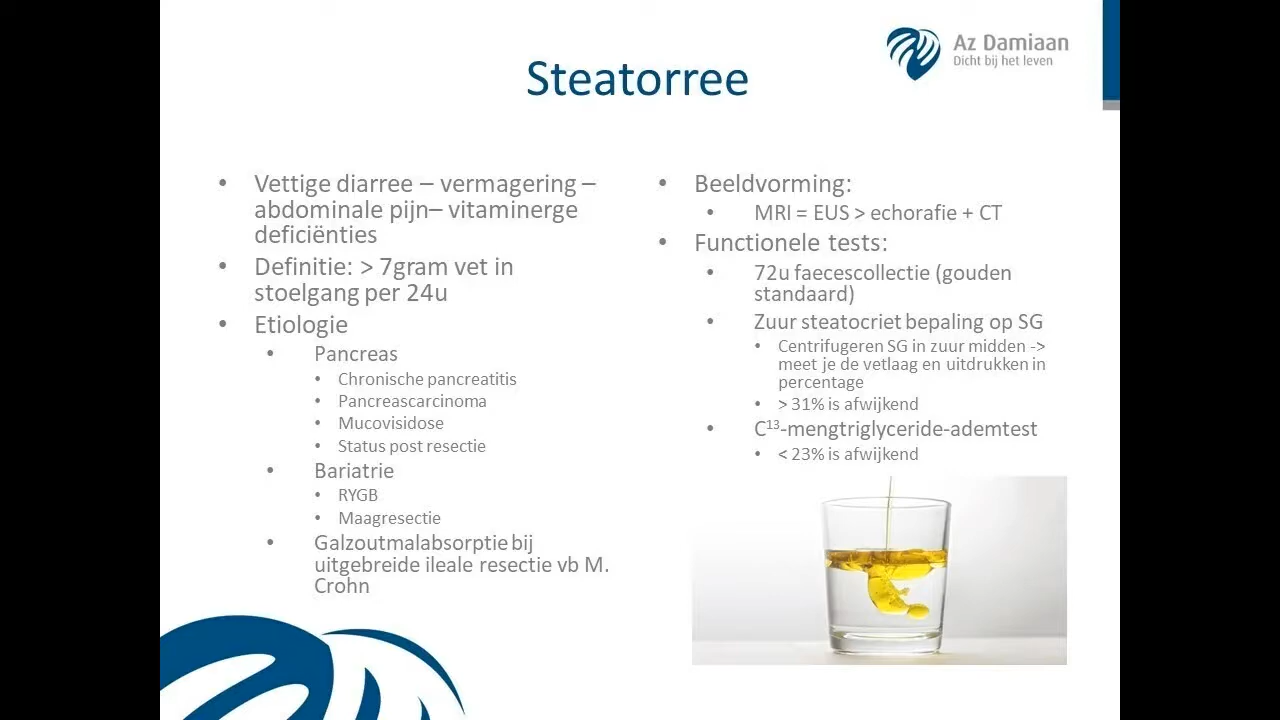 Az Damiaan
Dicht bij het leven
Steatorree
• Vettige diarree – vermagering –
abdominale pijn– vitaminerge
deficiënties
• Definitie: > 7gram vet in
stoelgang per 24u
• Etiologie
• Pancreas
• Chronische pancreatitis
• Pancreascarcinoma
• Mucovisidose
• Status post resectie
• Bariatrie
• RYGB
• Maagresectie
• Galzoutmalabsorptie bij
uitgebreide ileale resectie vb M.
Crohn
• Beeldvorming:
• MRI = EUS > echorafie + CT
• Functionele tests:
• 72u faecescollectie (gouden
standaard)
• Zuur steatocriet bepaling op SG
• Centrifugeren SG in zuur midden ->
meet je de vetlaag en uitdrukken in
percentage
• > 31% is afwijkend
• C¹³-mengtriglyceride-ademtest
• < 23% is afwijkend